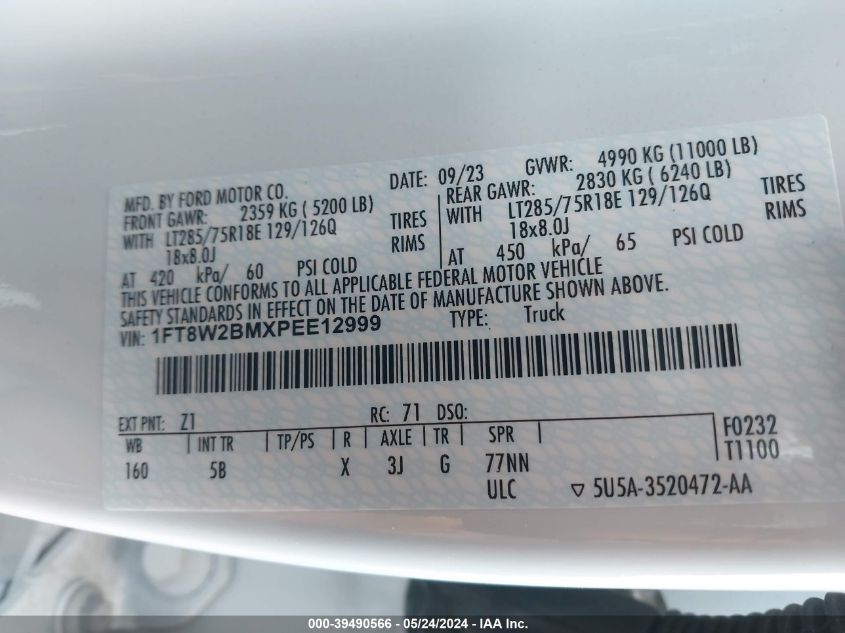 MFD. BY FORD MOTOR CO.
DATE: 09/23
GVWR: 4990 KG (11000 LB)
FRONT GAWR: 2359 KG ( 5200 LB)
WITH LT285/75R18E 129/126Q TIRES
18x8.0J RIMS
AT 420 kPa/ 60 PSI COLD
REAR GAWR: 2830 KG ( 6240 LB)
WITH LT285/75R18E 129/126Q TIRES
18x8.0J RIMS
AT 450 kPa/ 65 PSI COLD
THIS VEHICLE CONFORMS TO ALL APPLICABLE FEDERAL MOTOR VEHICLE
SAFETY STANDARDS IN EFFECT ON THE DATE OF MANUFACTURE SHOWN ABOVE.
VIN: 1FT8W2BMXPEE12999 TYPE: Truck
EXT PNT: Z1 RC: 71 DSO:
WB | INT TR | TP/PS | R | AXLE | TR | SPR | F0232
160 5B X 3J G 77NN T1100
ULC ▽ 5U5A-3520472-AA
000-39490566 / 05/24/2024 - IAA Inc.